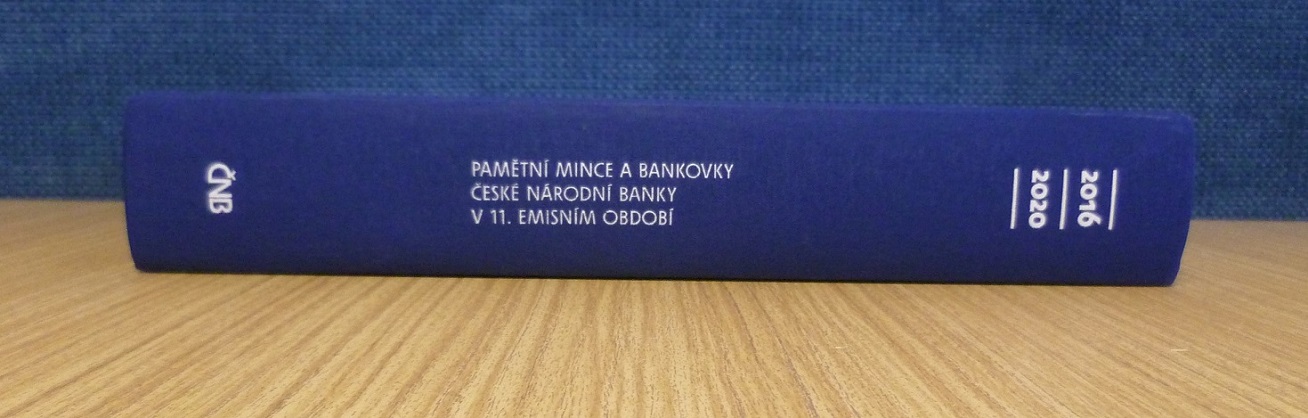 ČNB
PAMĚTNÍ MINCE A BANKOVKY
ČESKÉ NÁRODNÍ BANKY
V 11. EMISNÍM OBDOBÍ
2016
2020